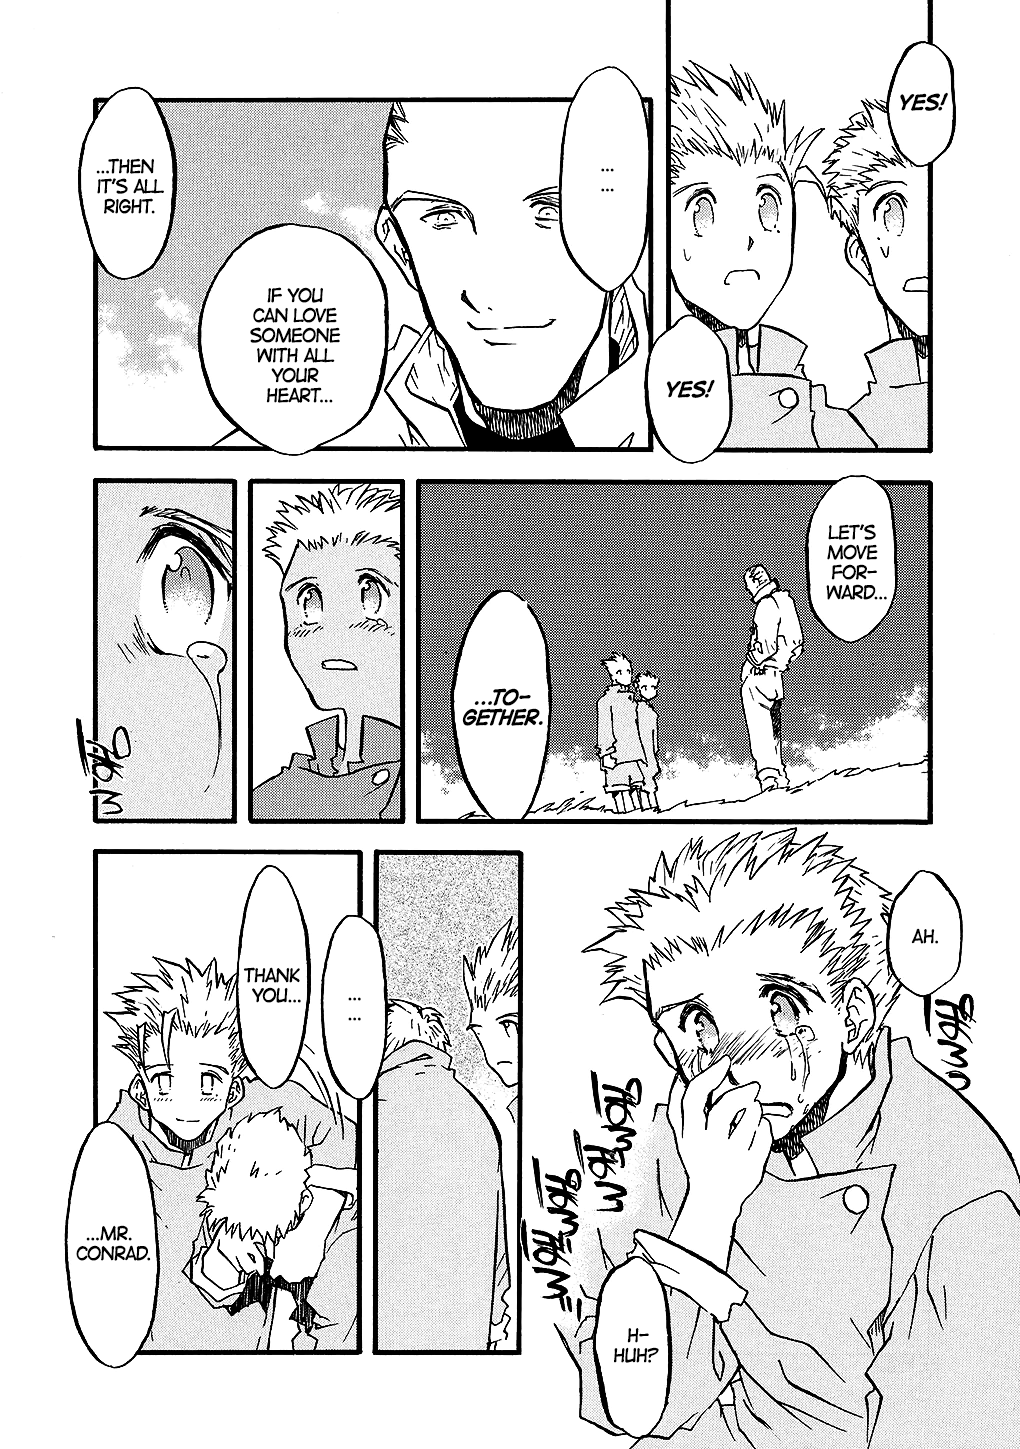 YES!
YES!
...
...
IF YOU
CAN LOVE
SOMEONE
WITH ALL
YOUR
HEART...
...THEN
IT'S ALL
RIGHT.
LET'S
MOVE
FOR-
WARD...
...TO-
GETHER.
AH.
H-
HUH?
...
...
THANK
YOU...
...MR.
CONRAD.